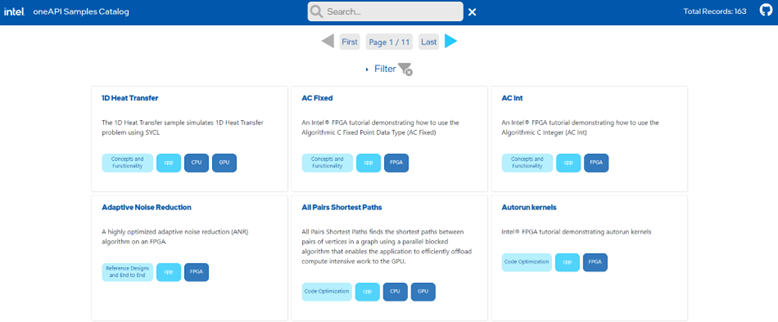 intel. oneAPI Samples Catalog
Search...
Total Records: 163
First
Page 1 / 11
Last
Filter
1D Heat Transfer
The 1D Heat Transfer sample simulates 1D Heat Transfer
problem using SYCL
Concepts and
Functionality
cpp
CPU
GPU
AC Fixed
An Intel® FPGA tutorial demonstrating how to use the
Algorithmic C Fixed Point Data Type (AC Fixed)
Concepts and
Functionality
cpp
FPGA
AC Int
An Intel® FPGA tutorial demonstrating how to use the
Algorithmic C Integer (AC Int)
Concepts and
Functionality
cpp
FPGA
Adaptive Noise Reduction
A highly optimized adaptive noise reduction (ANR)
algorithm on an FPGA.
Reference Designs
and End to End
cpp
FPGA
All Pairs Shortest Paths
All Pairs Shortest Paths finds the shortest paths between
pairs of vertices in a graph using a parallel blocked
algorithm that enables the application to efficiently offload
compute intensive work to the GPU.
Code Optimization
cpp
CPU
GPU
Autorun kernels
Intel® FPGA tutorial demonstrating autorun kernels
Code Optimization
cpp
FPGA